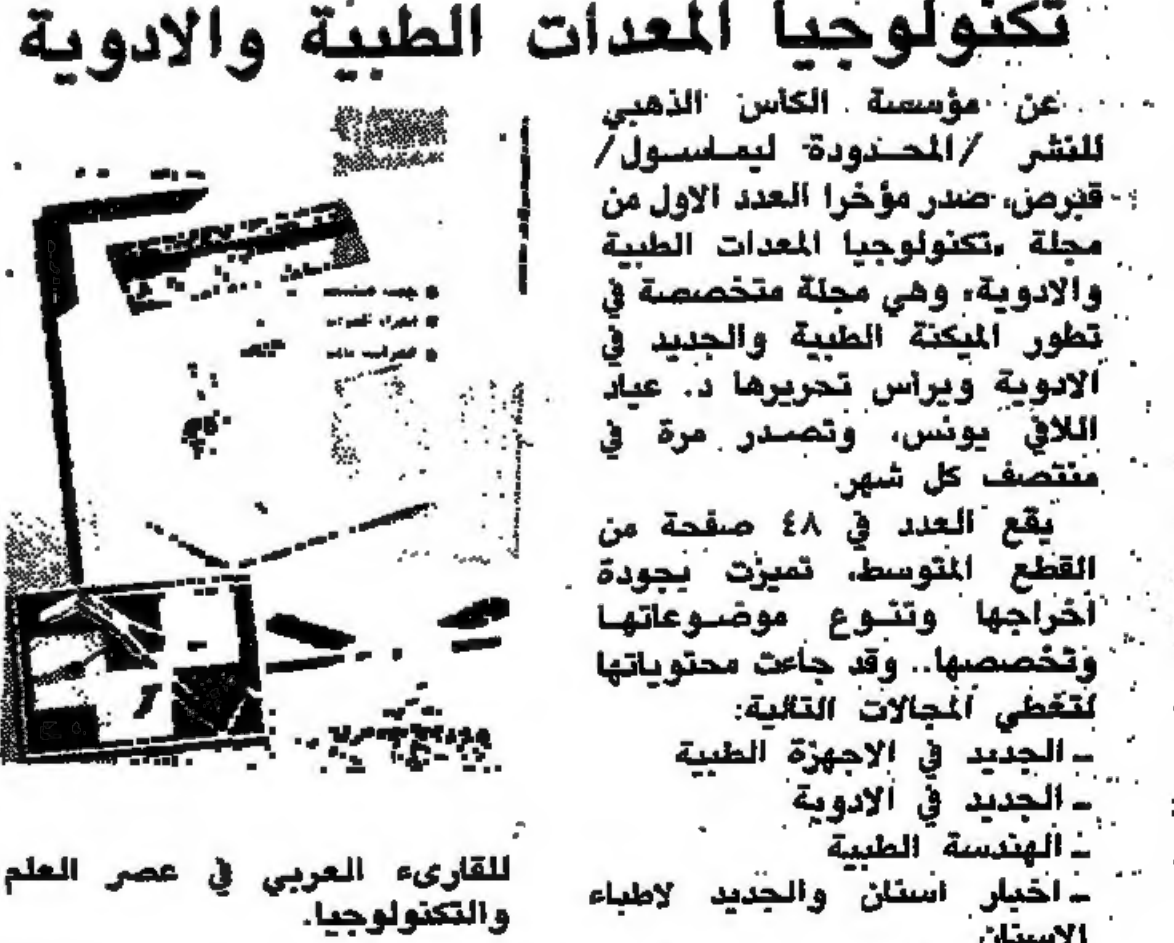 تكنولوجيا المعدات الطبية والادوية
عن مؤسسة الكاس الذهبي
للنشر /المحدودة ليماسول/
قبرص، صدر مؤخرا العدد الاول من
مجلة «تكنولوجيا المعدات الطبية
والادوية» وهي مجلة متخصصة في
تطور الميكنة الطبية والجديد في
الادوية ويراس تحريرها د. عياد
اللافي يونس، وتصدر مرة في
منتصف كل شهر.
يقع العدد في ٤٨ صفحة من
القطع المتوسط، تميزت بجودة
اخراجها وتنوع موضوعاتها
وتخصصها.. وقد جاءت محتوياتها
لتغطي المجالات التالية:
ـ الجديد في الاجهزة الطبية
ـ الجديد في الادوية
ـ الهندسة الطبية
ـ اخبار اسنان والجديد لاطباء
الاسنان
للقارىء العربي في عصر العلم
والتكنولوجيا.